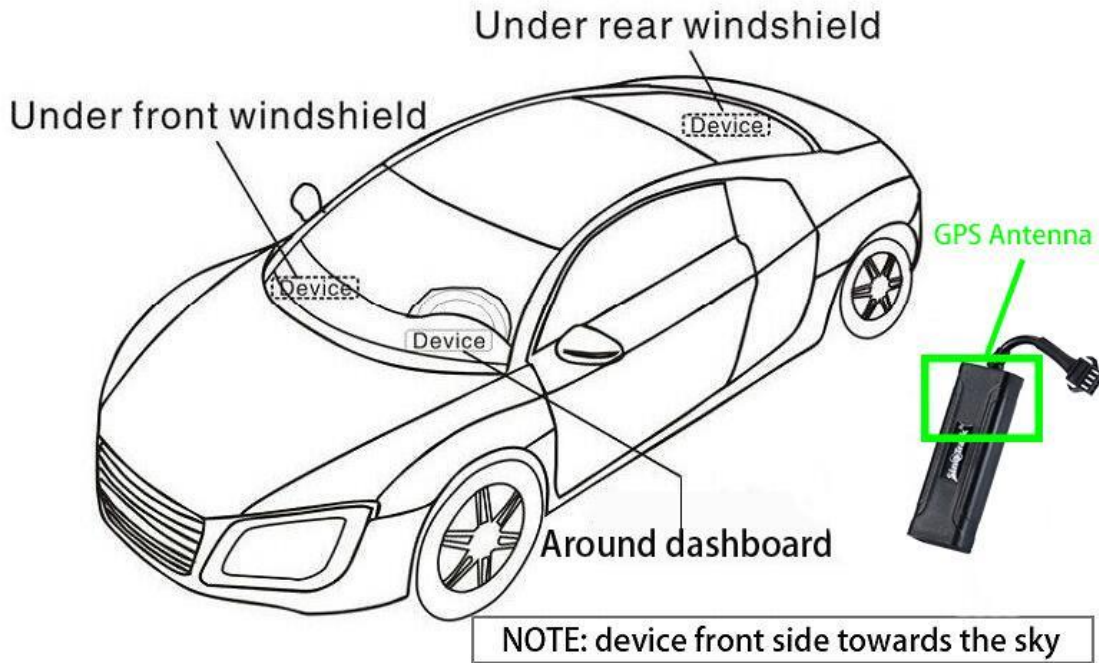 Under rear windshield
Under front windshield
Device
GPS Antenna
Device
Device
SinoTrack
Around dashboard
NOTE: device front side towards the sky